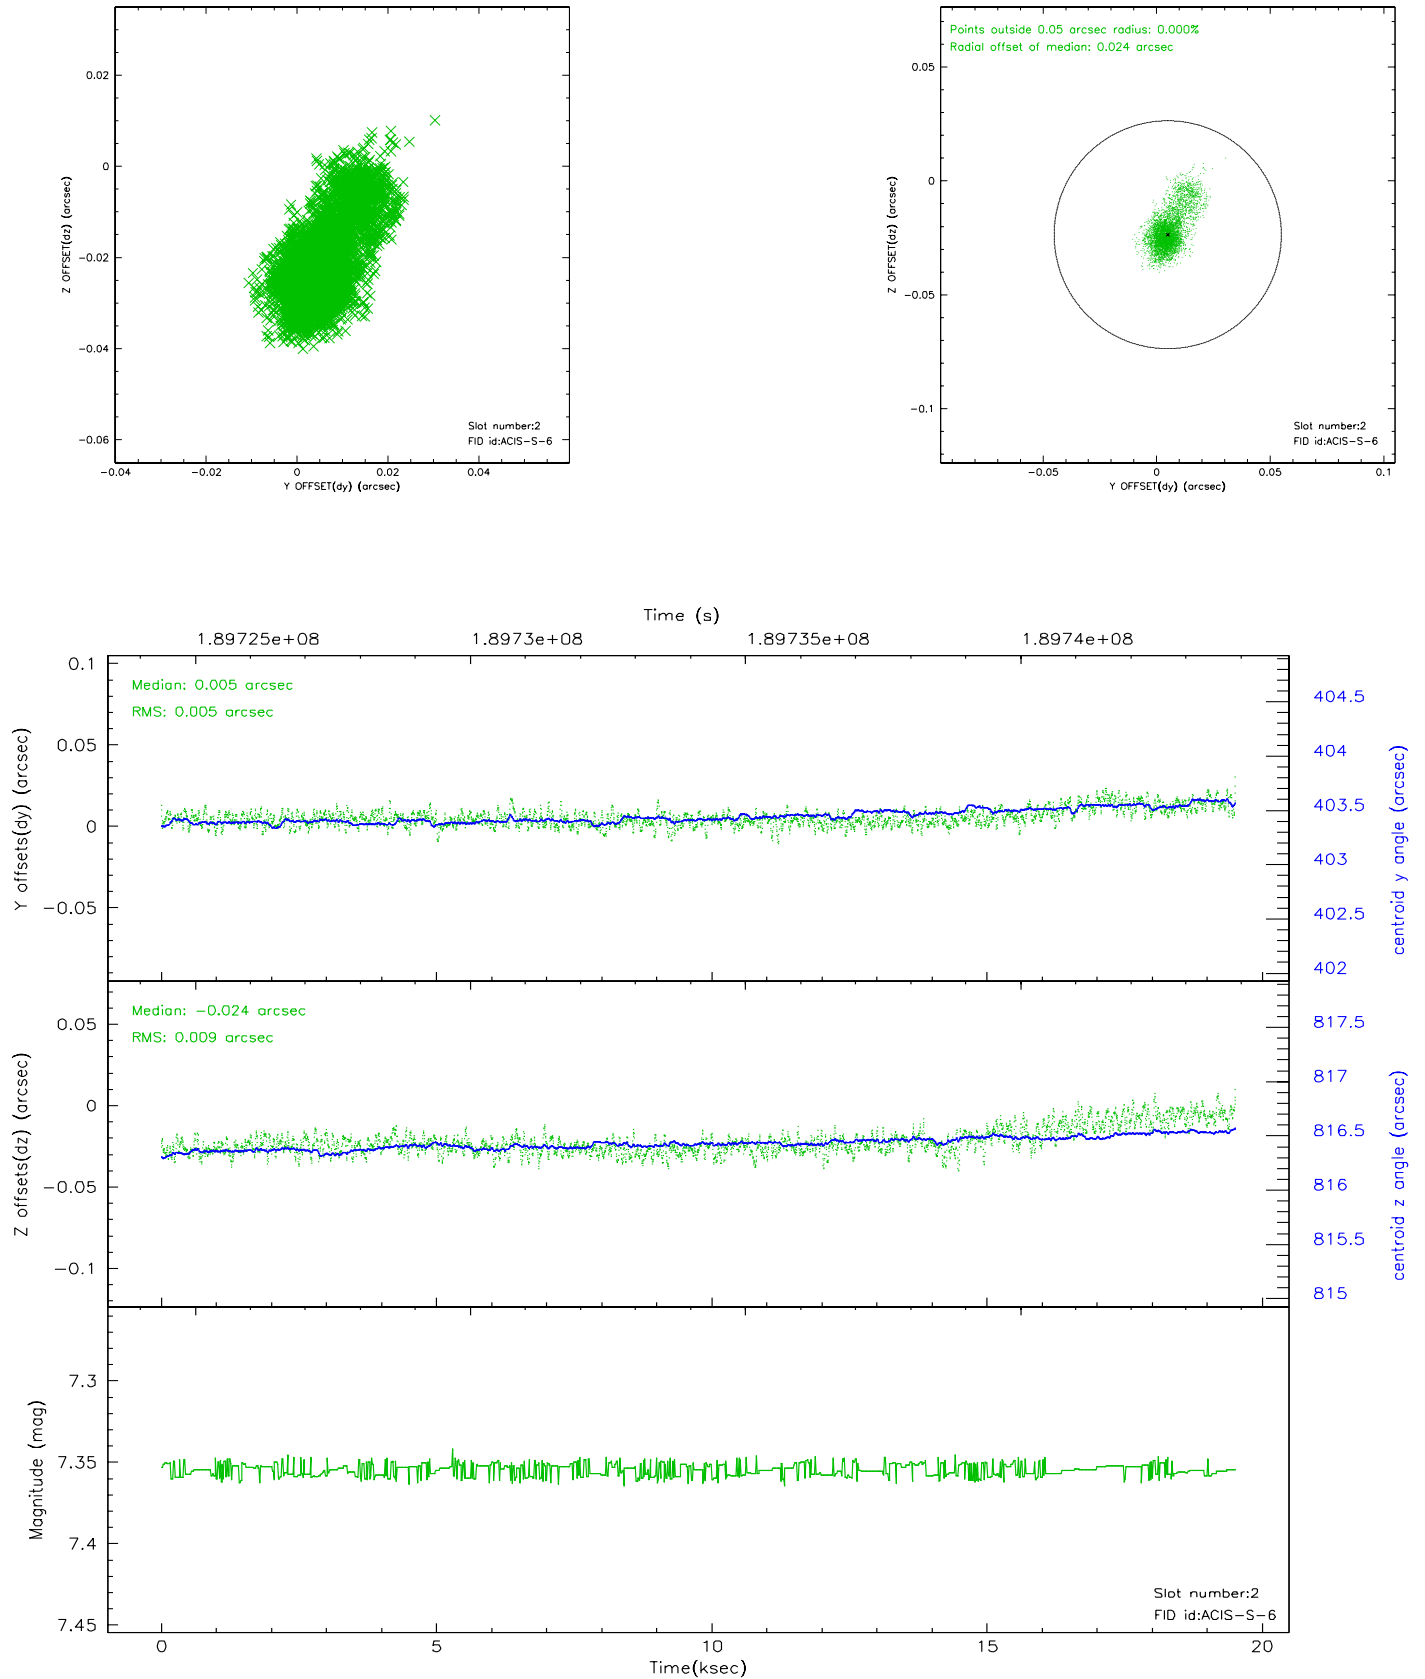 0.02
0
-0.02
-0.04
-0.06
Z OFFSET(dz) (arcsec)
Slot number:2
FID id:ACIS-S-6
-0.04 -0.02 0 0.02 0.04
Y OFFSET(dy) (arcsec)
Points outside 0.05 arcsec radius: 0.000%
Radial offset of median: 0.024 arcsec
0.05
0
-0.05
-0.1
Z OFFSET(dz) (arcsec)
Slot number:2
FID id:ACIS-S-6
-0.05 0 0.05 0.1
Y OFFSET(dy) (arcsec)
Time (s)
1.89725e+08 1.8973e+08 1.89735e+08 1.8974e+08
Median: 0.005 arcsec
RMS: 0.005 arcsec
0.1
0.05
0
-0.05
Y offsets(dy) (arcsec)
404.5
404
403.5
403
402.5
402
centroid y angle (arcsec)
Median: -0.024 arcsec
RMS: 0.009 arcsec
0.05
0
-0.05
-0.1
Z offsets(dz) (arcsec)
817.5
817
816.5
816
815.5
815
centroid z angle (arcsec)
7.3
7.35
7.4
7.45
Magnitude (mag)
Slot number:2
FID id:ACIS-S-6
0 5 10 15 20
Time(ksec)